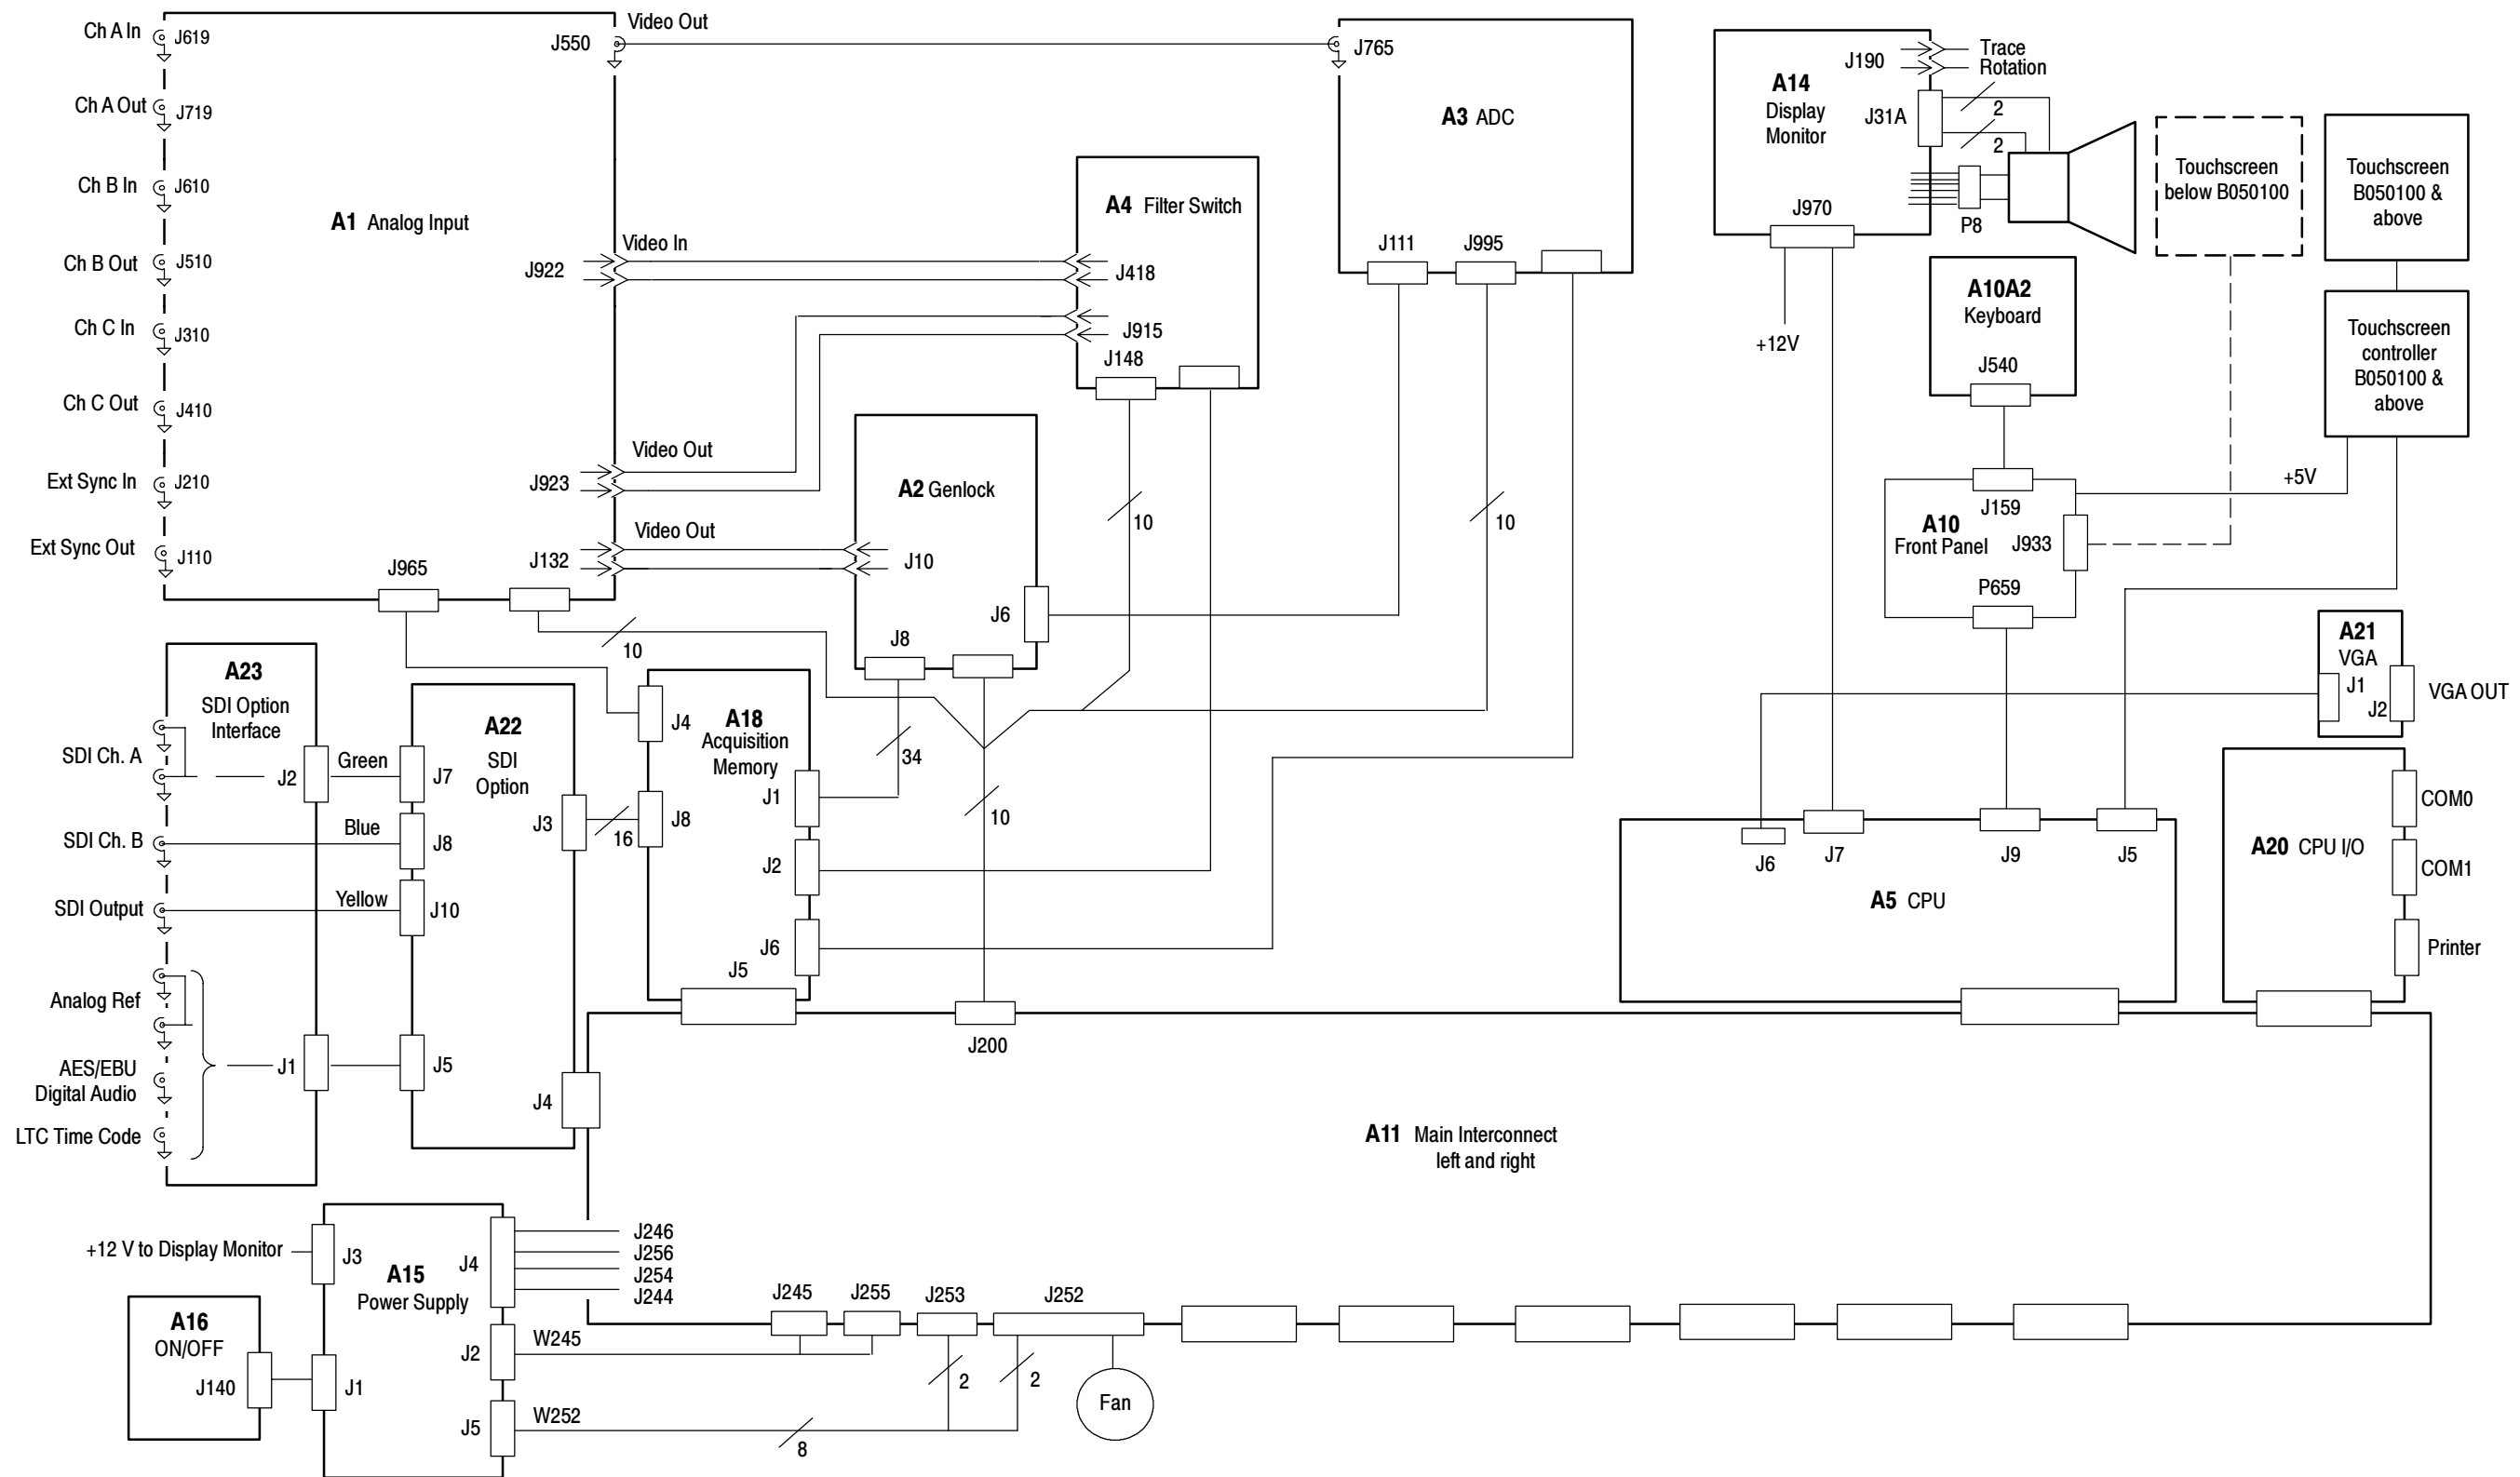 Ch A In
J619
Ch A Out
J719
Ch B In
J610
Ch B Out
J510
Ch C In
J310
Ch C Out
J410
Ext Sync In
J210
Ext Sync Out
J110
A1 Analog Input
J550
Video Out
J922
Video In
J923
Video Out
J132
Video Out
J965
10
J765
A3 ADC
J111
J995
10
A4 Filter Switch
J418
J915
J148
10
A2 Genlock
J10
J6
J8
34
10
A14
Display
Monitor
J190
Trace
Rotation
J31A
2
2
P8
J970
+12V
Touchscreen
below B050100
Touchscreen
B050100 &
above
Touchscreen
controller
B050100 &
above
A10A2
Keyboard
J540
+5V
J159
A10
Front Panel
J933
P659
A21
VGA
J1
J2
VGA OUT
A23
SDI Option
Interface
SDI Ch. A
J2
Green
SDI Ch. B
Blue
SDI Output
Yellow
Analog Ref
AES/EBU
Digital Audio
J1
LTC Time Code
A22
SDI
Option
J7
J8
J10
J3
16
J5
J4
A18
Acquisition
Memory
J4
J8
J1
J2
J6
J5
J200
J6
J7
J9
J5
A5 CPU
A20 CPU I/O
COM0
COM1
Printer
A11 Main Interconnect
left and right
+12 V to Display Monitor
J3
A15
Power Supply
J4
J246
J256
J254
J244
J2
W245
J5
W252
8
J1
A16
ON/OFF
J140
J245
J255
J253
J252
2
2
Fan